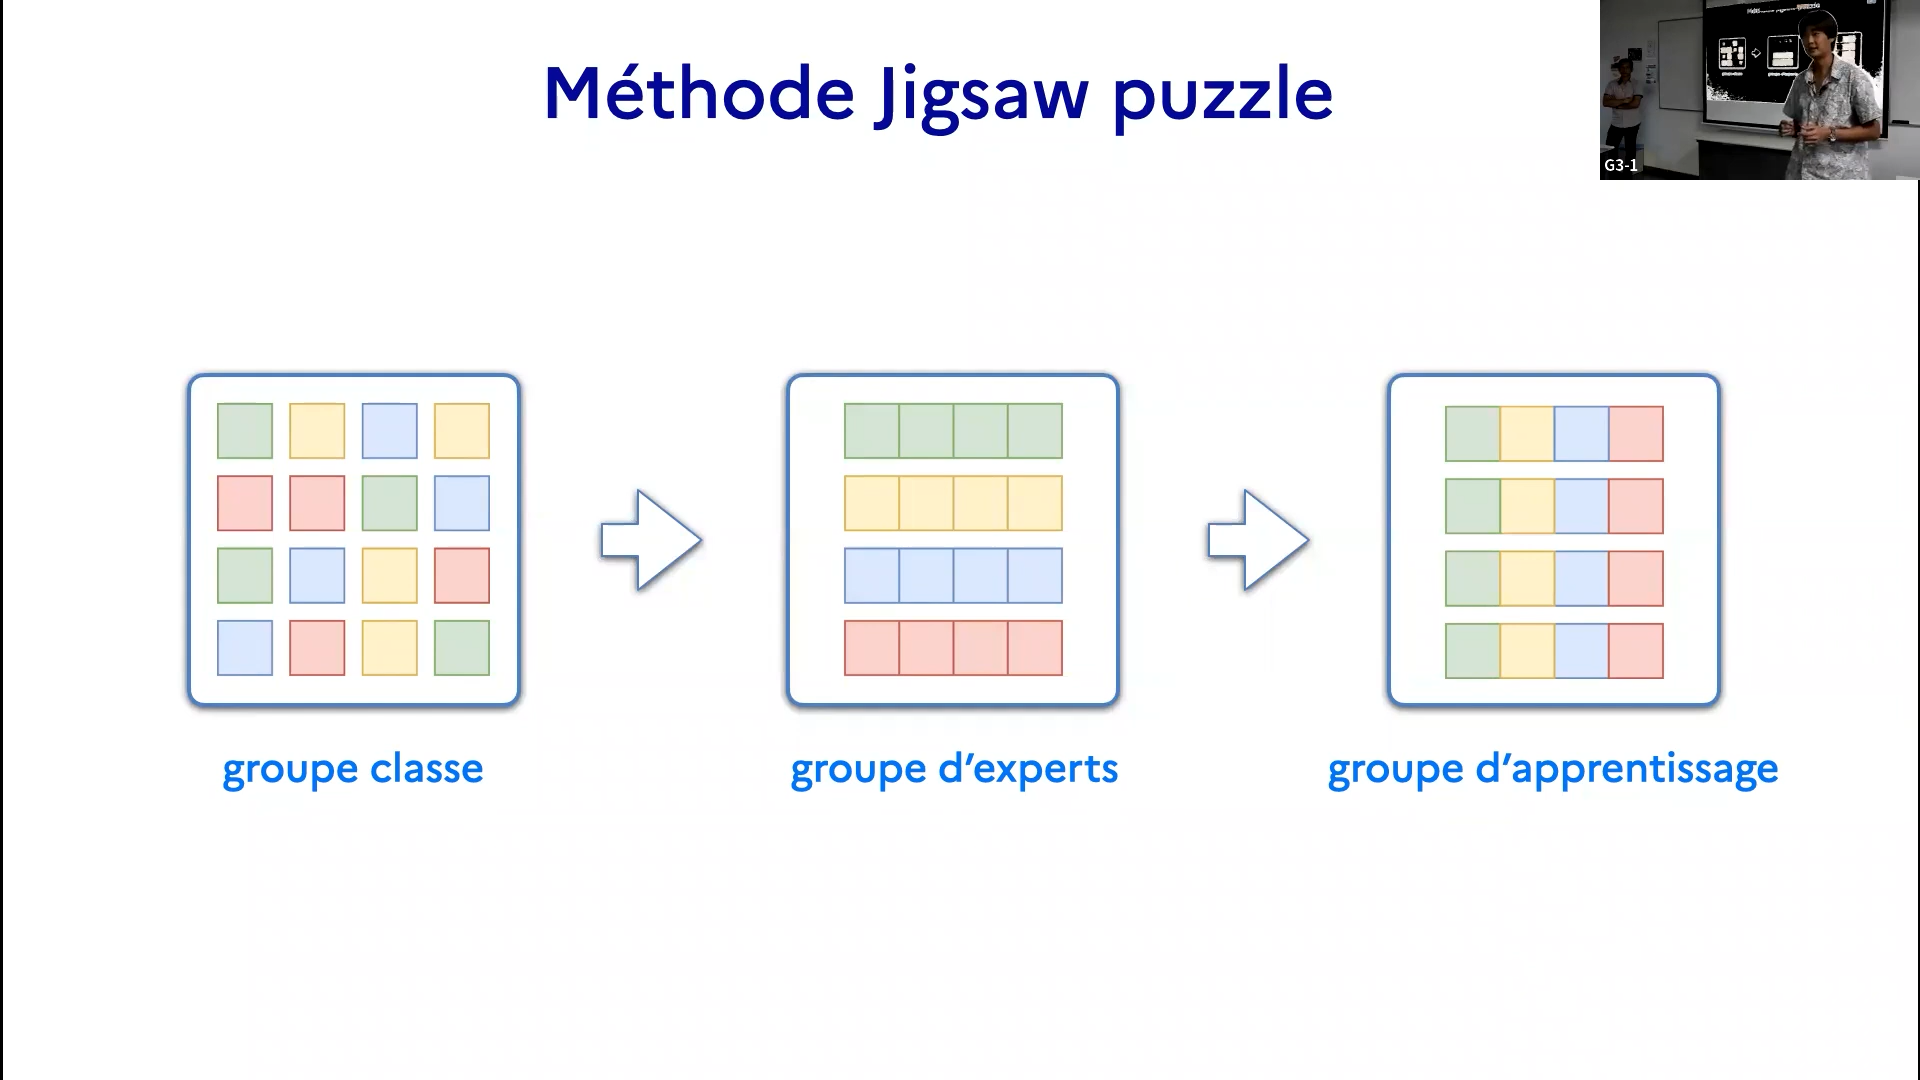 Méthode Jigsaw puzzle
G3-1
groupe classe
groupe d’experts
groupe d’apprentissage